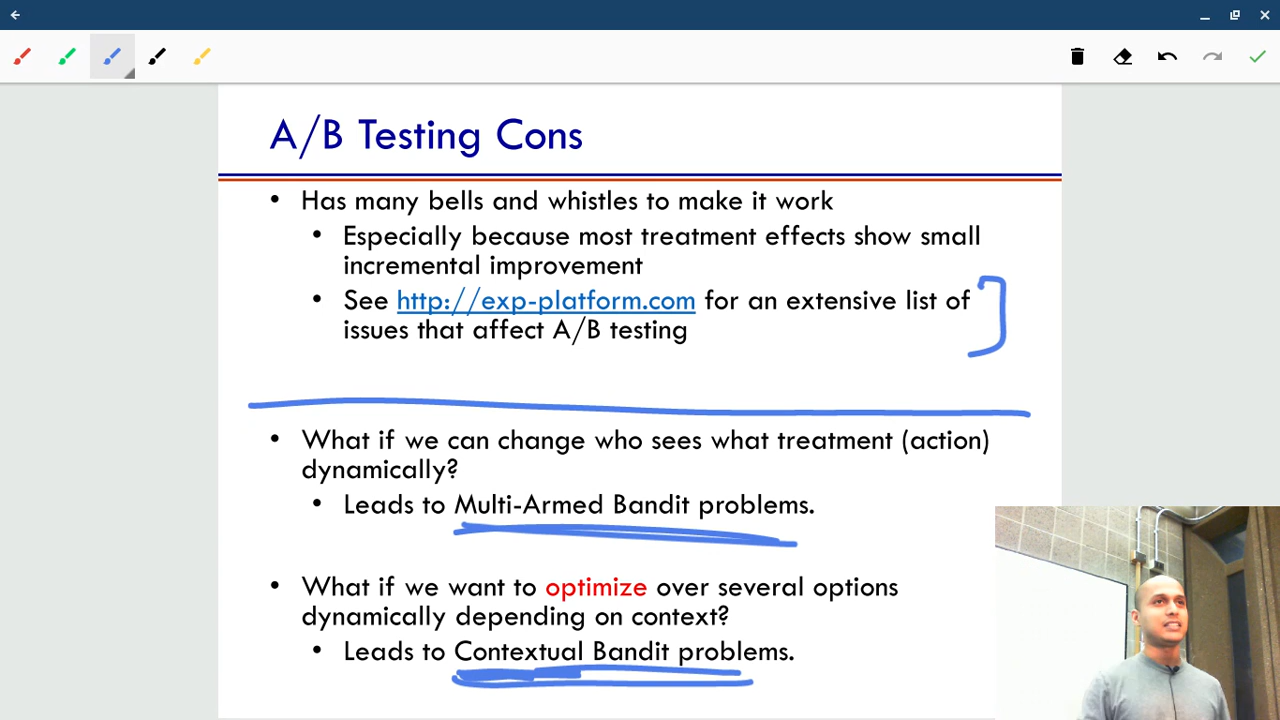 A/B Testing Cons
• Has many bells and whistles to make it work
• Especially because most treatment effects show small
incremental improvement
• See http://exp-platform.com for an extensive list of
issues that affect A/B testing
• What if we can change who sees what treatment (action)
dynamically?
• Leads to Multi-Armed Bandit problems.
• What if we want to optimize over several options
dynamically depending on context?
• Leads to Contextual Bandit problems.